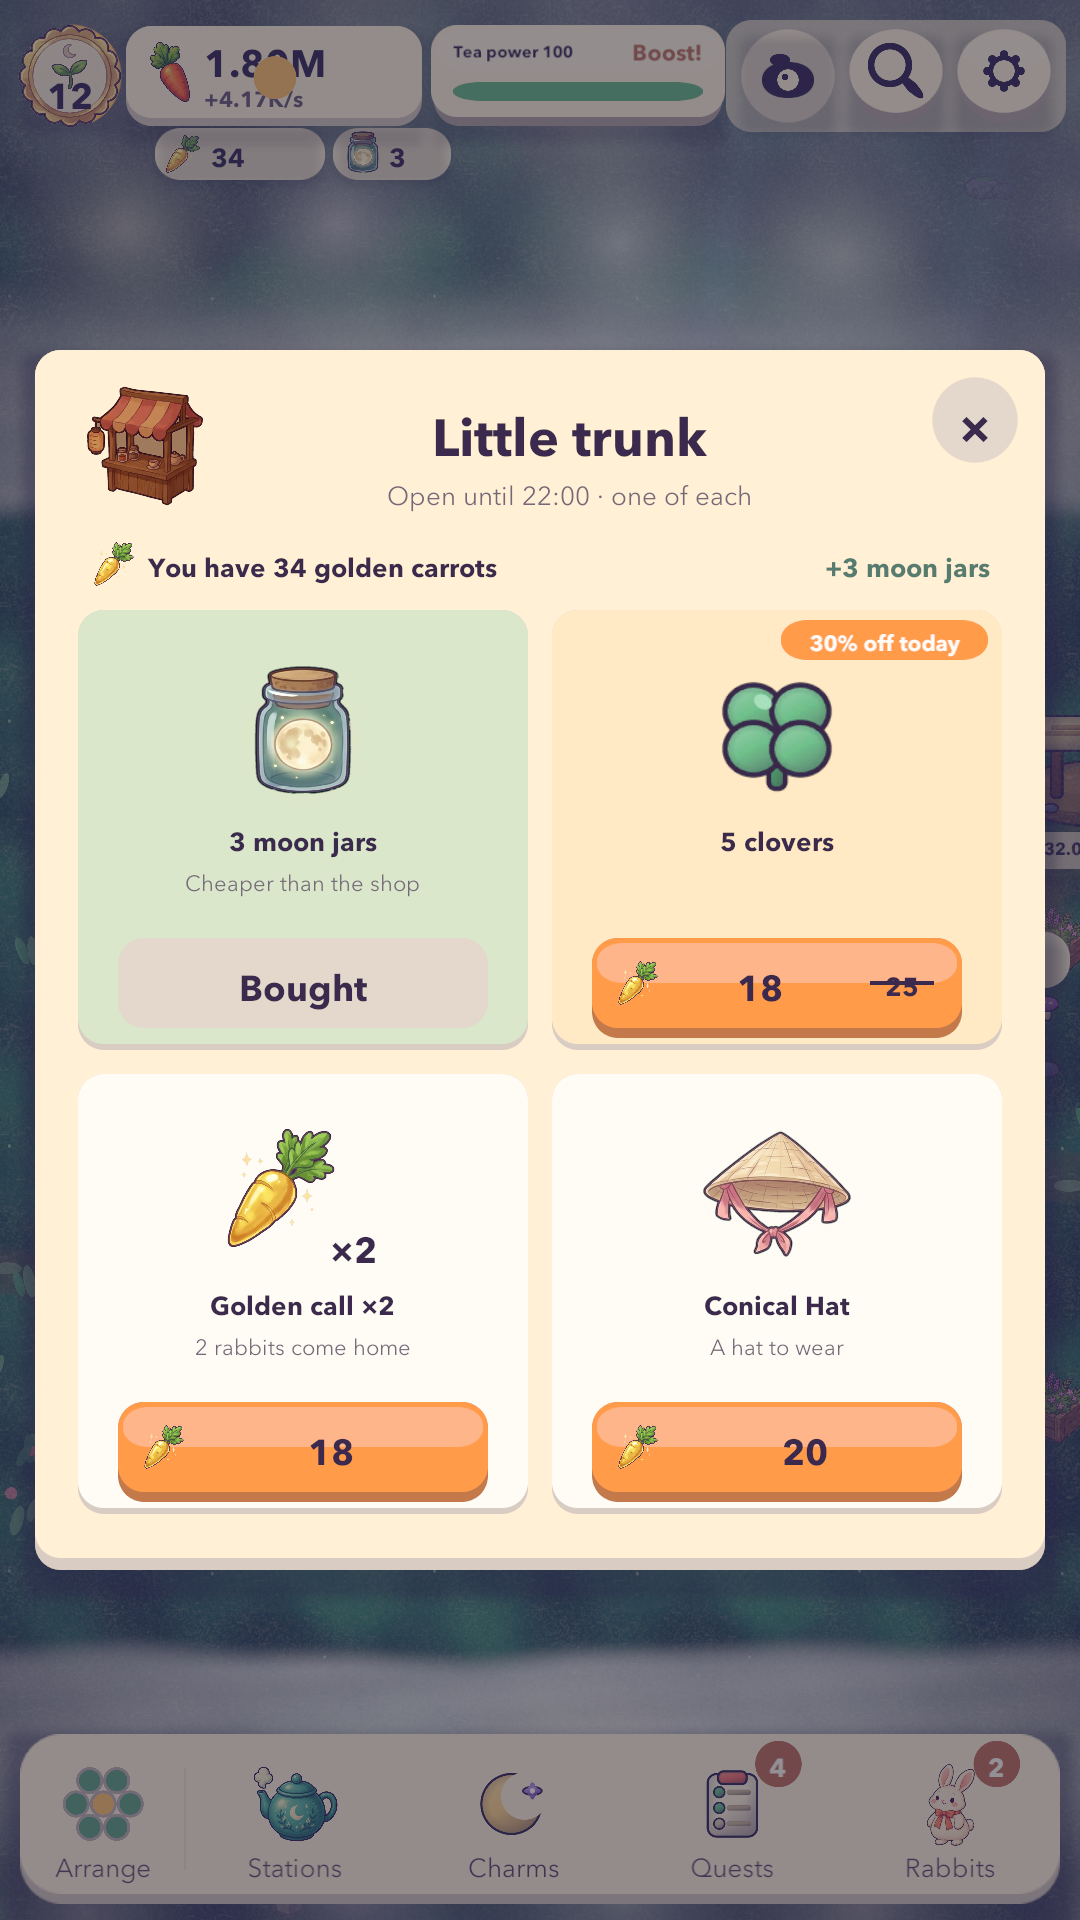 12
+4.17K/s
Tea power 100
Boost!
34
3
Little trunk
Open until 22:00 · one of each
You have 34 golden carrots
+3 moon jars
30% off today
3 moon jars
Cheaper than the shop
5 clovers
Bought
18
25
×2
Golden call ×2
2 rabbits come home
Conical Hat
A hat to wear
18
20
4
2
Arrange
Stations
Charms
Quests
Rabbits